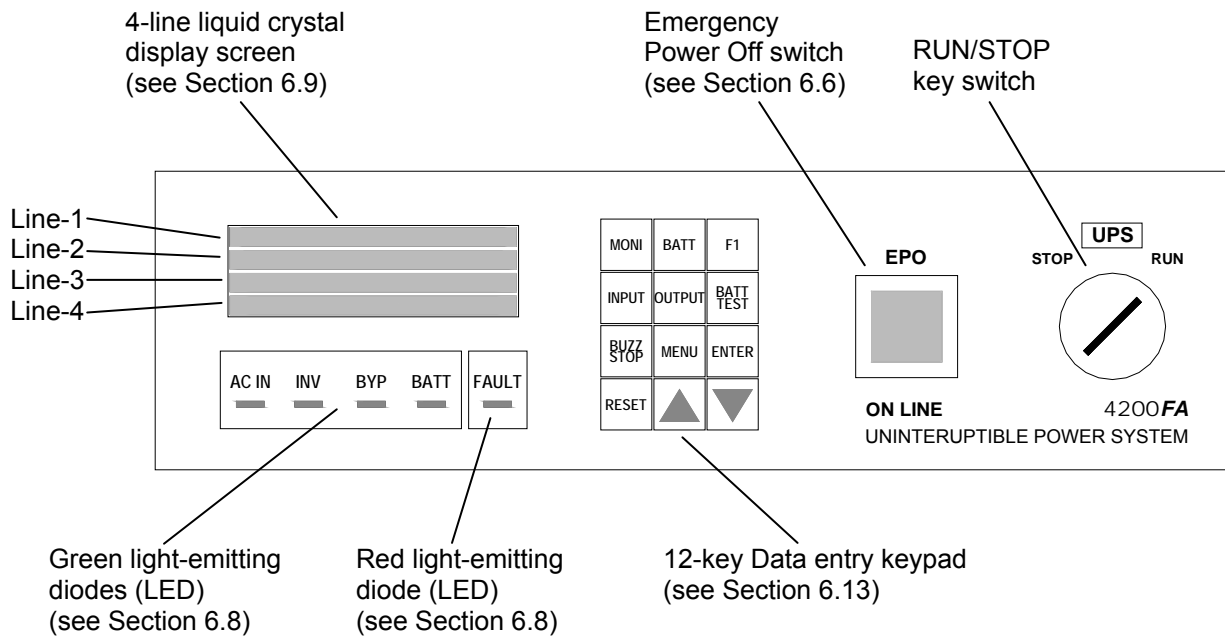 4-line liquid crystal
display screen
(see Section 6.9)
Emergency
Power Off switch
(see Section 6.6)
RUN/STOP
key switch
Line-1
Line-2
Line-3
Line-4
MONI BATT F1
INPUT OUTPUT BATT TEST
BUZZ STOP MENU ENTER
RESET
EPO
UPS
STOP RUN
AC IN INV BYP BATT FAULT
ON LINE 4200FA
UNINTERUPTIBLE POWER SYSTEM
Green light-emitting
diodes (LED)
(see Section 6.8)
Red light-emitting
diode (LED)
(see Section 6.8)
12-key Data entry keypad
(see Section 6.13)